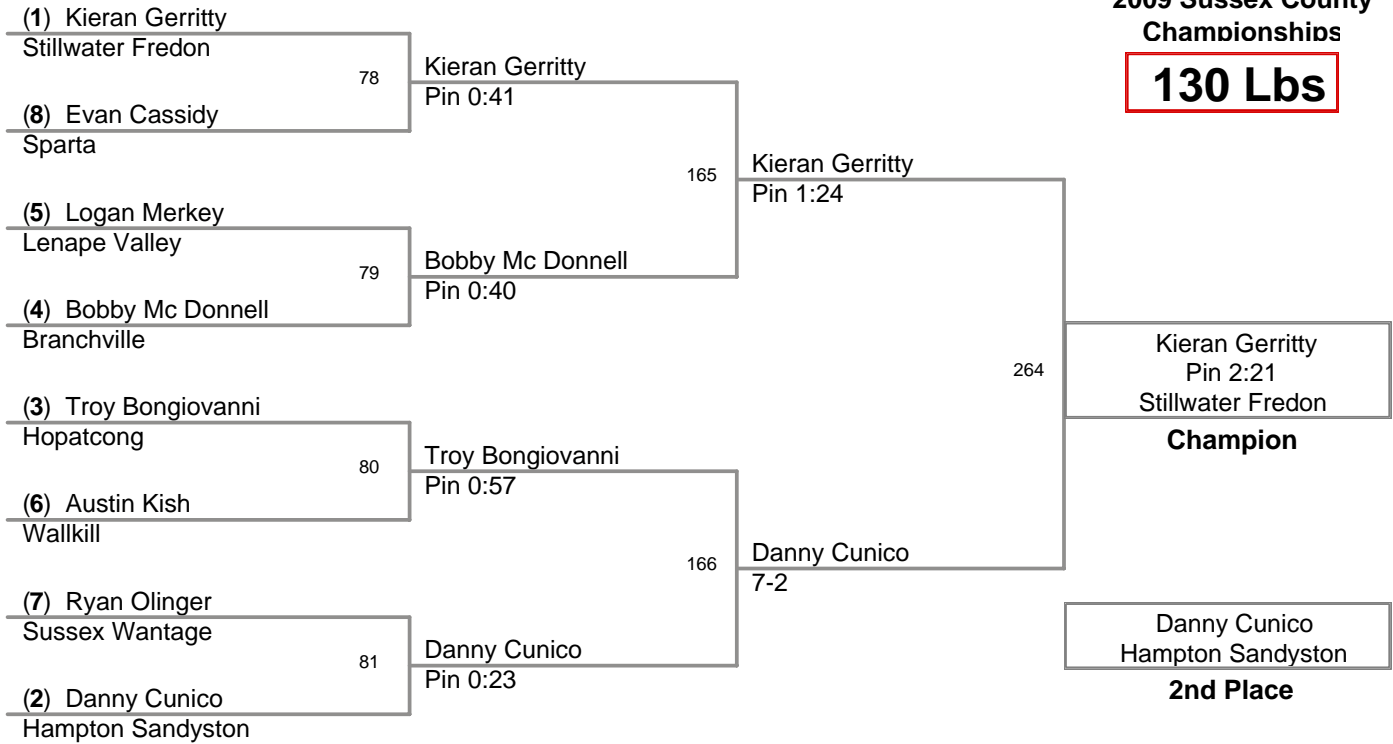 2009 Sussex County
Championships
130 Lbs
(1) Kieran Gerritty
Stillwater Fredon
78
(8) Evan Cassidy
Sparta
(5) Logan Merkey
Lenape Valley
79
(4) Bobby Mc Donnell
Branchville
(3) Troy Bongiovanni
Hopatcong
80
(6) Austin Kish
Wallkill
(7) Ryan Olinger
Sussex Wantage
81
(2) Danny Cunico
Hampton Sandyston
Kieran Gerritty
Pin 0:41
165
Bobby Mc Donnell
Pin 0:40
Troy Bongiovanni
Pin 0:57
166
Danny Cunico
Pin 0:23
Kieran Gerritty
Pin 1:24
264
Danny Cunico
7-2
Kieran Gerritty
Pin 2:21
Stillwater Fredon
Champion
Danny Cunico
Hampton Sandyston
2nd Place